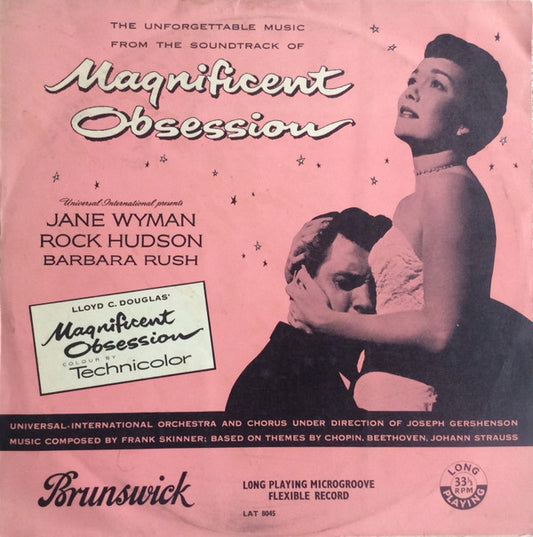 THE UNFORGETTABLE MUSIC
FROM THE SOUNDTRACK OF
Magnificent
Obsession
Universal-International presents
JANE WYMAN
ROCK HUDSON
BARBARA RUSH
LLOYD C. DOUGLAS'
Magnificent
Obsession
COLOUR BY
Technicolor
UNIVERSAL-INTERNATIONAL ORCHESTRA AND CHORUS UNDER DIRECTION OF JOSEPH GERSHENSON
MUSIC COMPOSED BY FRANK SKINNER; BASED ON THEMES BY CHOPIN, BEETHOVEN, JOHANN STRAUSS
Brunswick
LONG PLAYING MICROGROOVE
FLEXIBLE RECORD
LAT 8045
LONG
33⅓
RPM
PLAYING